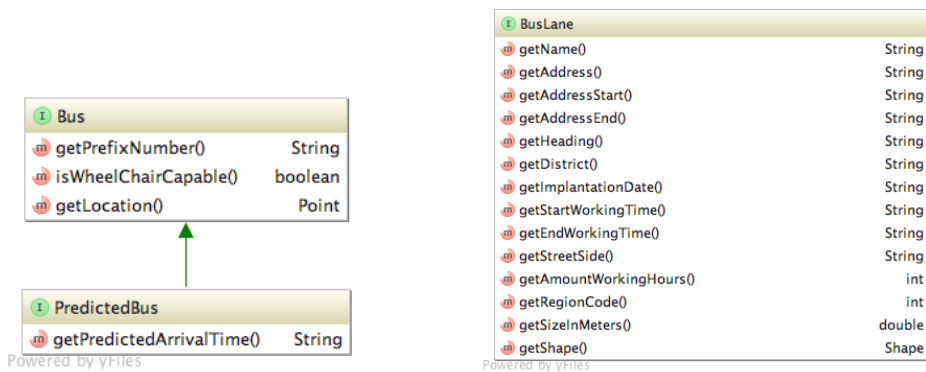 I Bus
m getPrefixNumber() String
m isWheelChairCapable() boolean
m getLocation() Point
I PredictedBus
m getPredictedArrivalTime() String
Powered by yFiles
I BusLane
m getName() String
m getAddress() String
m getAddressStart() String
m getAddressEnd() String
m getHeading() String
m getDistrict() String
m getImplantationDate() String
m getStartWorkingTime() String
m getEndWorkingTime() String
m getStreetSide() String
m getAmountWorkingHours() int
m getRegionCode() int
m getSizeInMeters() double
m getShape() Shape
Powered by yFiles